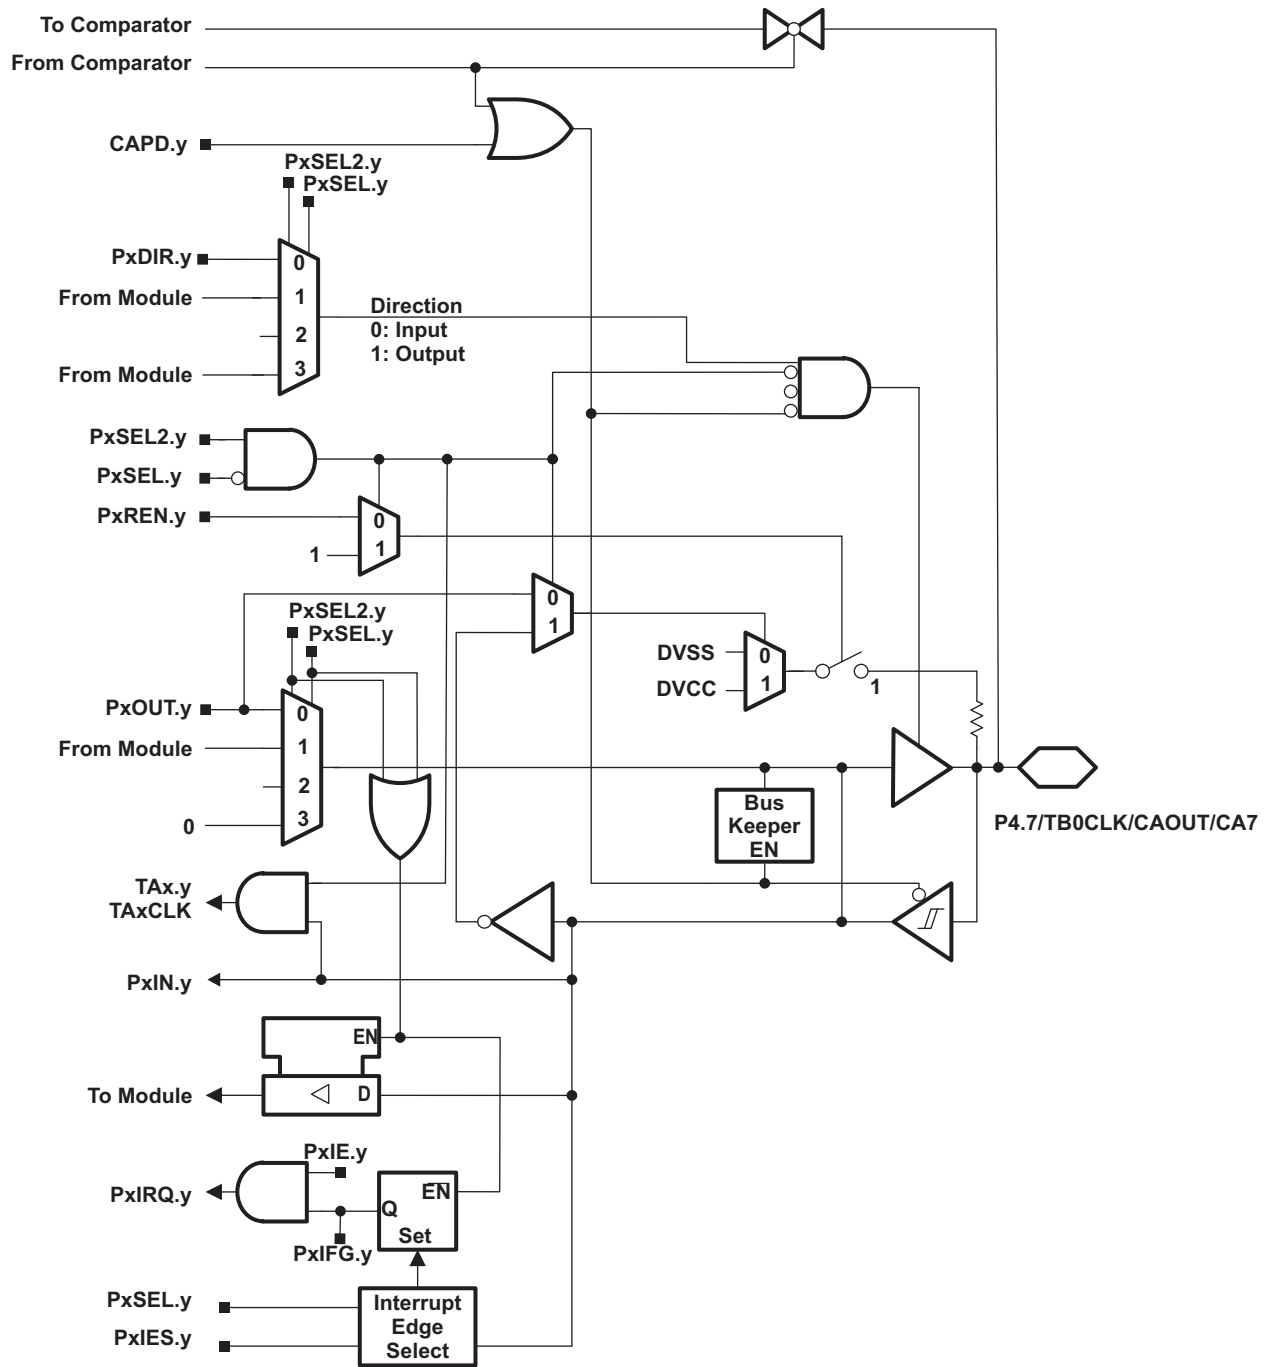 To Comparator
From Comparator
CAPD.y
PxSEL2.y
PxSEL.y
PxDIR.y
0
From Module
1
2
From Module
3
Direction
0: Input
1: Output
PxSEL2.y
PxSEL.y
PxREN.y
0
1
1
0
1
PxSEL2.y
PxSEL.y
DVSS
0
DVCC
1
1
PxOUT.y
0
From Module
1
2
0
3
Bus
Keeper
EN
P4.7/TB0CLK/CAOUT/CA7
TAx.y
TAxCLK
PxIN.y
EN
To Module
D
PxIE.y
PxIRQ.y
EN
Q
Set
PxIFG.y
PxSEL.y
PxIES.y
Interrupt
Edge
Select